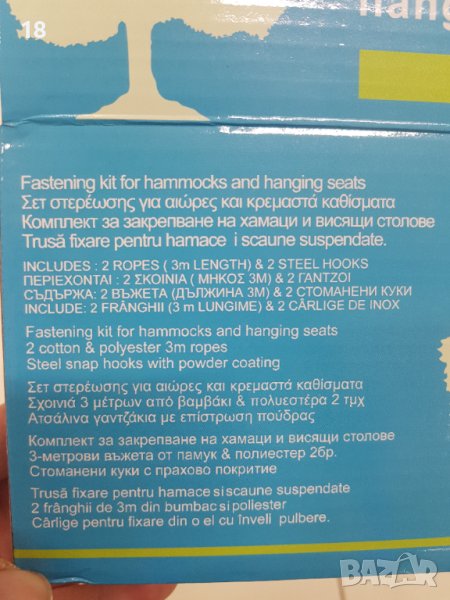 18
Fastening kit for hammocks and hanging seats
Σετ στερέωσης για αιώρες και κρεμαστά καθίσματα
Комплект за закрепване на хамаци и висящи столове
Trusă fixare pentru hamace i scaune suspendate.
INCLUDES : 2 ROPES ( 3m LENGTH) & 2 STEEL HOOKS
ΠΕΡΙΕΧΟΝΤΑΙ : 2 ΣΚΟΙΝΙΑ ( ΜΗΚΟΣ 3Μ) & 2 ΓΑΝΤΖΟΙ
СЪДЪРЖА: 2 ВЪЖЕТА (ДЪЛЖИНА 3М) & 2 СТОМАНЕНИ КУКИ
INCLUDE: 2 FRÂNGHII (3 m LUNGIME) & 2 CÂRLIGE DE INOX
Fastening kit for hammocks and hanging seats
2 cotton & polyester 3m ropes
Steel snap hooks with powder coating
Σετ στερέωσης για αιώρες και κρεμαστά καθίσματα
Σχοινιά 3 μέτρων από βαμβάκι & πολυεστέρα 2 τμχ
Ατσάλινα γαντζάκια με επίστρωση πούδρας
Комплект за закрепване на хамаци и висящи столове
3-метрови въжета от памук & полиестер 2бр.
Стоманени куки с прахово покритие
Trusă fixare pentru hamace si scaune suspendate
2 frânghii de 3m din bumbac si poliester
Cârlige pentru fixare din o el cu înveli pulbere.
BAZAR